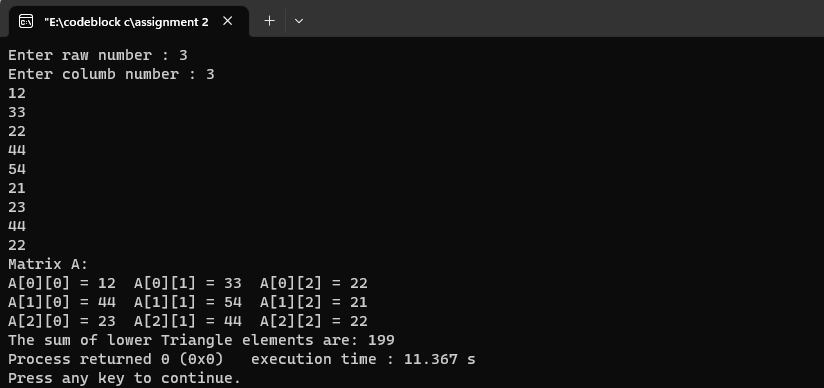 "E:\codeblock c\assignment 2
Enter raw number : 3
Enter columb number : 3
12
33
22
44
54
21
23
44
22
Matrix A:
A[0][0] = 12  A[0][1] = 33  A[0][2] = 22
A[1][0] = 44  A[1][1] = 54  A[1][2] = 21
A[2][0] = 23  A[2][1] = 44  A[2][2] = 22
The sum of lower Triangle elements are: 199
Process returned 0 (0x0)   execution time : 11.367 s
Press any key to continue.